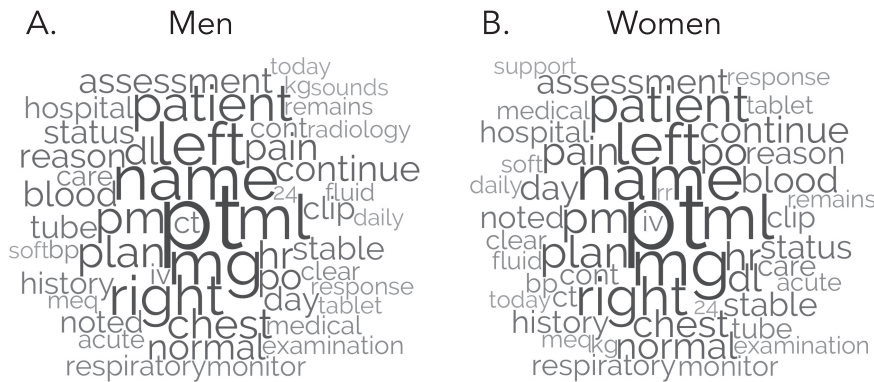 A. Men
today
assessment
kg sounds
hospital patient remains
status left cont radiology
reason dl pain
care name continue
blood 24 fluid
pm pt ml clip
tube ct daily
soft bp plan hr stable
mg
iv po clear
history right response
meq day tablet
noted chest medical
acute normal examination
respiratory monitor
B. Women
support
assessment response
medical patient tablet
hospital left continue
pain po reason
soft name blood
daily day rr remains
noted pm pt ml clip
iv
clear plan hr status
fluid mg care
bp cont dl acute
today ct right 24 stable
history chest tube
meq kg normal examination
respiratory monitor